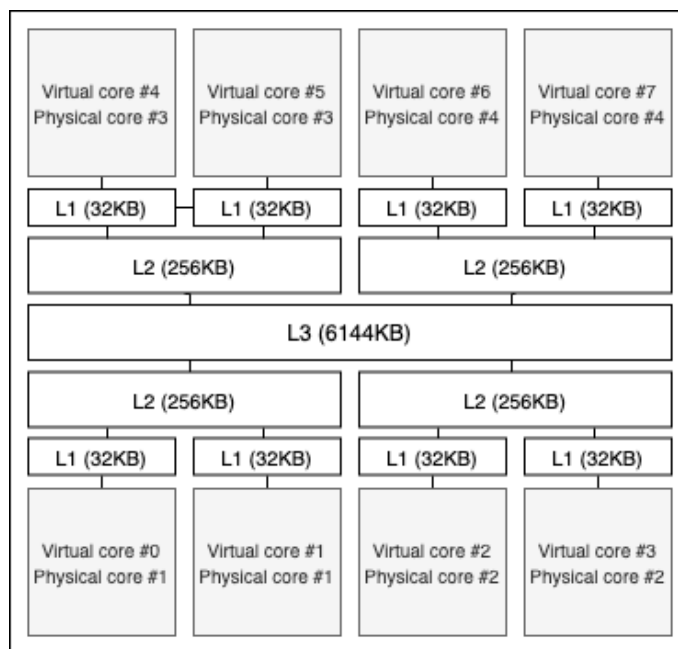 Virtual core #4
Physical core #3
Virtual core #5
Physical core #3
Virtual core #6
Physical core #4
Virtual core #7
Physical core #4
L1 (32KB)
L1 (32KB)
L1 (32KB)
L1 (32KB)
L2 (256KB)
L2 (256KB)
L3 (6144KB)
L2 (256KB)
L2 (256KB)
L1 (32KB)
L1 (32KB)
L1 (32KB)
L1 (32KB)
Virtual core #0
Physical core #1
Virtual core #1
Physical core #1
Virtual core #2
Physical core #2
Virtual core #3
Physical core #2